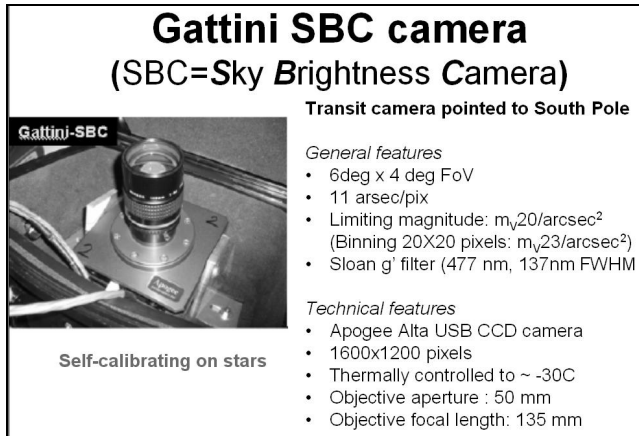 Gattini SBC camera
(SBC=Sky Brightness Camera)
Transit camera pointed to South Pole
Gattini-SBC
General features
• 6deg x 4 deg FoV
• 11 arsec/pix
• Limiting magnitude: mV20/arcsec²
(Binning 20X20 pixels: mV23/arcsec²)
• Sloan g' filter (477 nm, 137nm FWHM
Technical features
• Apogee Alta USB CCD camera
• 1600x1200 pixels
• Thermally controlled to ~ -30C
• Objective aperture : 50 mm
• Objective focal length: 135 mm
Self-calibrating on stars
2
2
Apogee